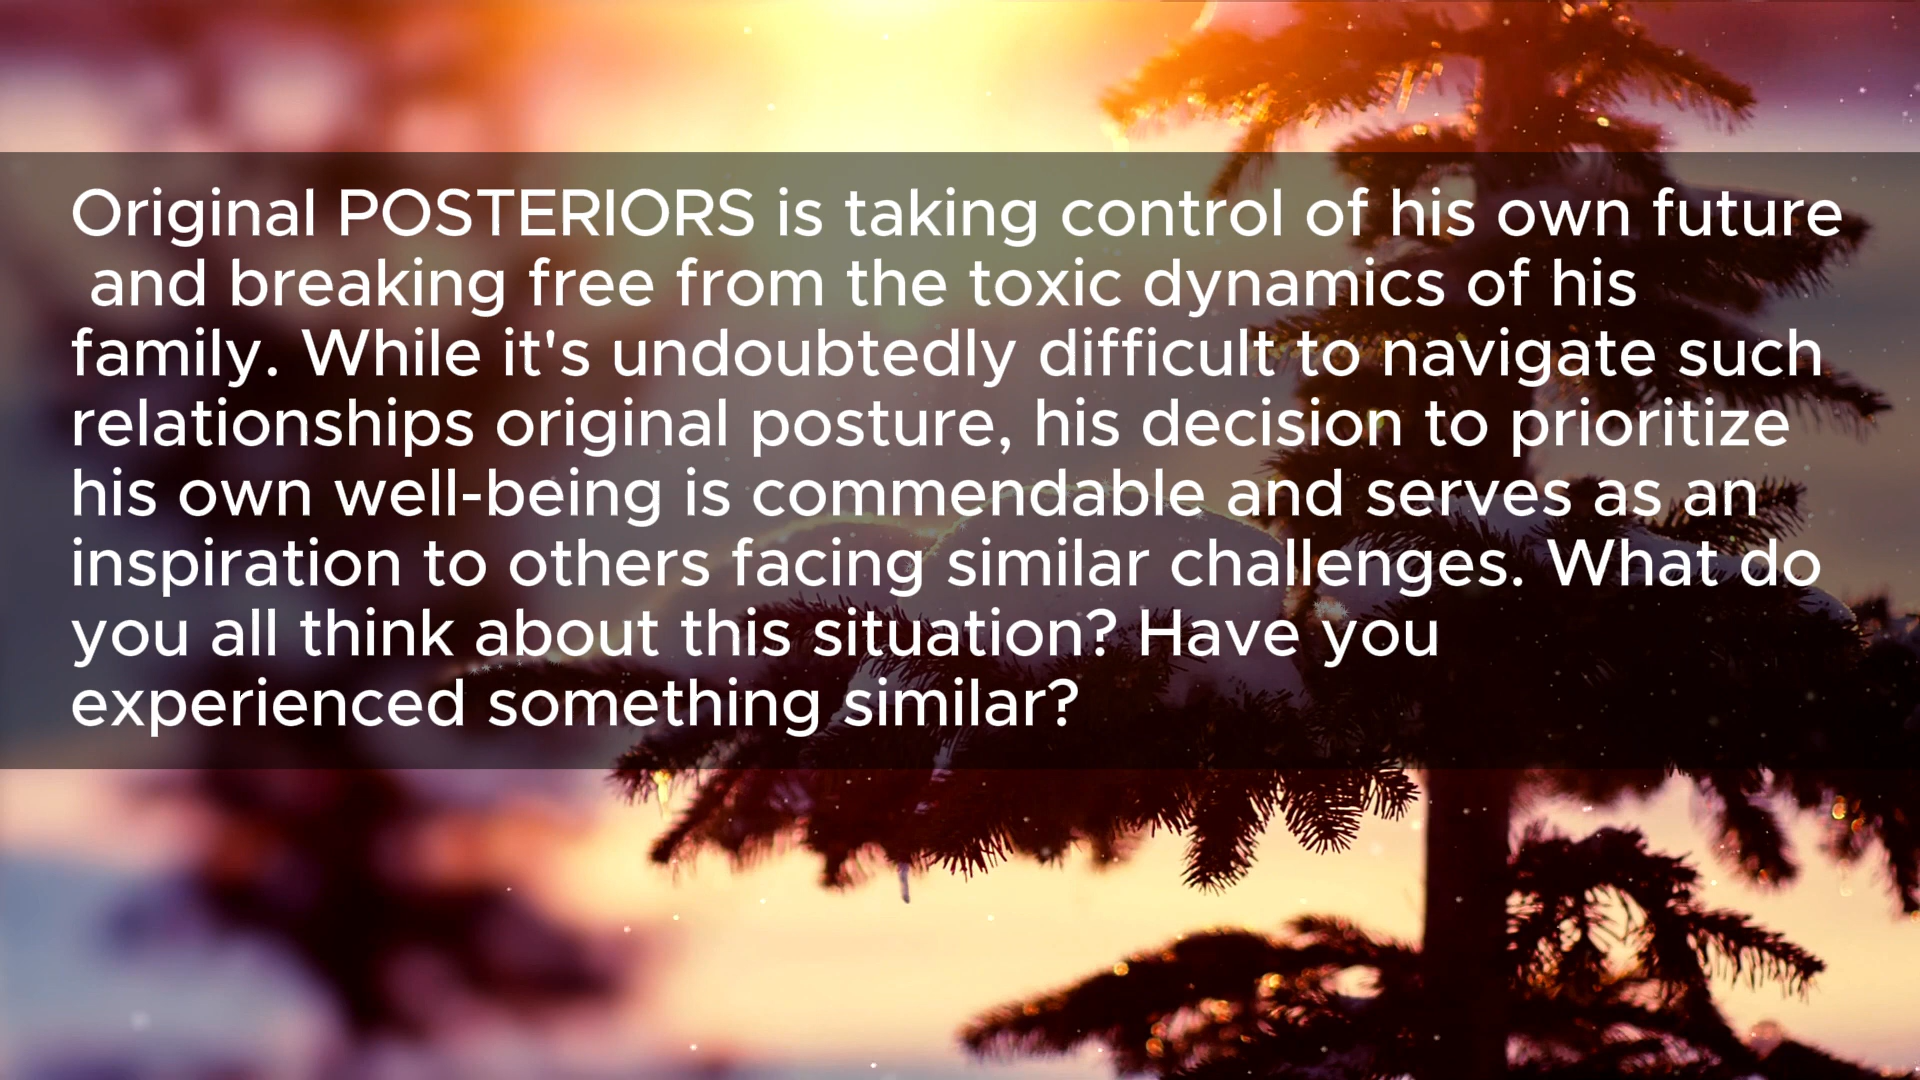 Original POSTERIORS is taking control of his own future
and breaking free from the toxic dynamics of his
family. While it's undoubtedly difficult to navigate such
relationships original posture, his decision to prioritize
his own well-being is commendable and serves as an
inspiration to others facing similar challenges. What do
you all think about this situation? Have you
experienced something similar?